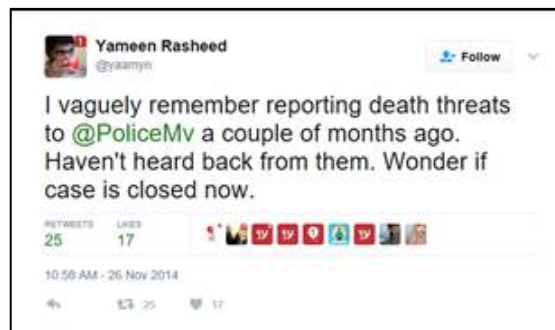 Yameen Rasheed
@yaamyn
Follow
I vaguely remember reporting death threats
to @PoliceMv a couple of months ago.
Haven't heard back from them. Wonder if
case is closed now.
RETWEETS LIKES
25 17
10:58 AM - 26 Nov 2014
25 17